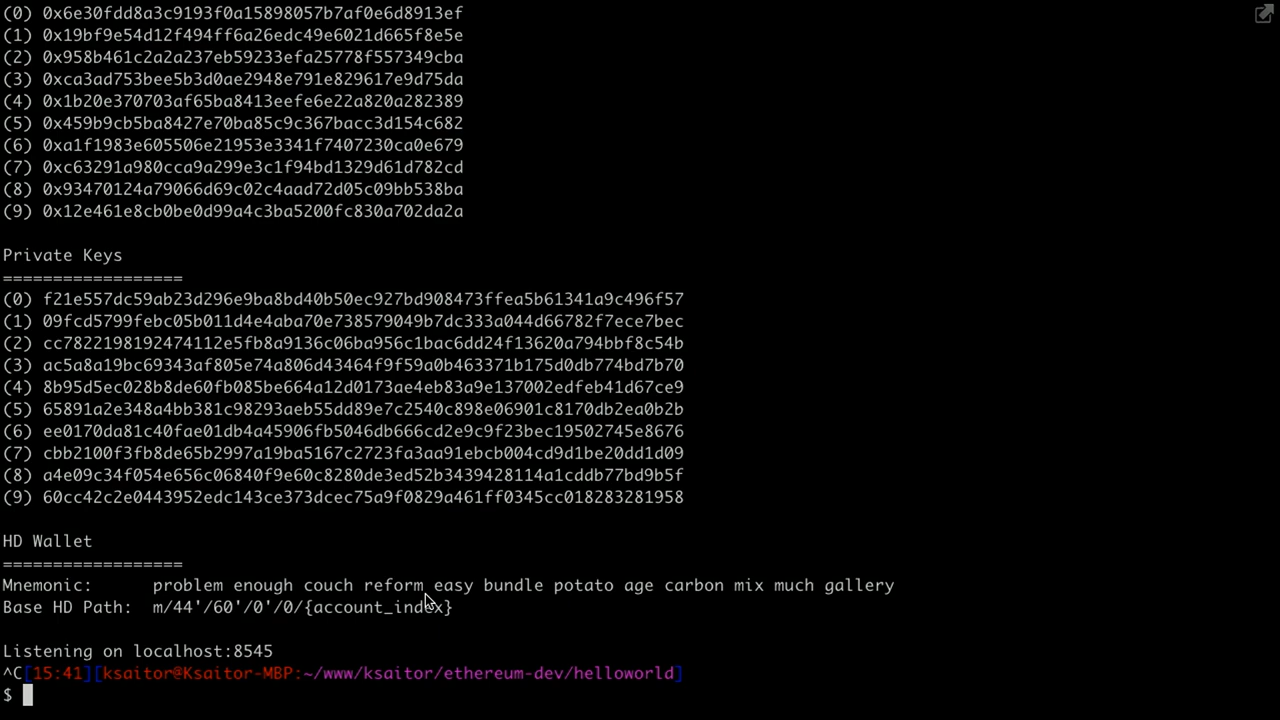 (0) 0x6e30fdd8a3c9193f0a15898057b7af0e6d8913ef
(1) 0x19bf9e54d12f494ff6a26edc49e6021d665f8e5e
(2) 0x958b461c2a2a237eb59233efa25778f557349cba
(3) 0xca3ad753bee5b3d0ae2948e791e829617e9d75da
(4) 0x1b20e370703af65ba8413eefe6e22a820a282389
(5) 0x459b9cb5ba8427e70ba85c9c367bacc3d154c682
(6) 0xa1f1983e605506e21953e3341f7407230ca0e679
(7) 0xc63291a980cca9a299e3c1f94bd1329d61d782cd
(8) 0x93470124a79066d69c02c4aad72d05c09bb538ba
(9) 0x12e461e8cb0be0d99a4c3ba5200fc830a702da2a
Private Keys
==================
(0) f21e557dc59ab23d296e9ba8bd40b50ec927bd908473ffea5b61341a9c496f57
(1) 09fcd5799febc05b011d4e4aba70e738579049b7dc333a044d66782f7ece7bec
(2) cc7822198192474112e5fb8a9136c06ba956c1bac6dd24f13620a794bbf8c54b
(3) ac5a8a19bc69343af805e74a806d43464f9f59a0b463371b175d0db774bd7b70
(4) 8b95d5ec028b8de60fb085be664a12d0173ae4eb83a9e137002edfeb41d67ce9
(5) 65891a2e348a4bb381c98293aeb55dd89e7c2540c898e06901c8170db2ea0b2b
(6) ee0170da81c40fae01db4a45906fb5046db666cd2e9c9f23bec19502745e8676
(7) cbb2100f3fb8de65b2997a19ba5167c2723fa3aa91ebcb004cd9d1be20dd1d09
(8) a4e09c34f054e656c06840f9e60c8280de3ed52b3439428114a1cddb77bd9b5f
(9) 60cc42c2e0443952edc143ce373dcec75a9f0829a461ff0345cc018283281958
HD Wallet
==================
Mnemonic:      problem enough couch reform easy bundle potato age carbon mix much gallery
Base HD Path:  m/44'/60'/0'/0/{account_index}
Listening on localhost:8545
^C[15:41][ksaitor@Ksaitor-MBP:~/www/ksaitor/ethereum-dev/helloworld]
$